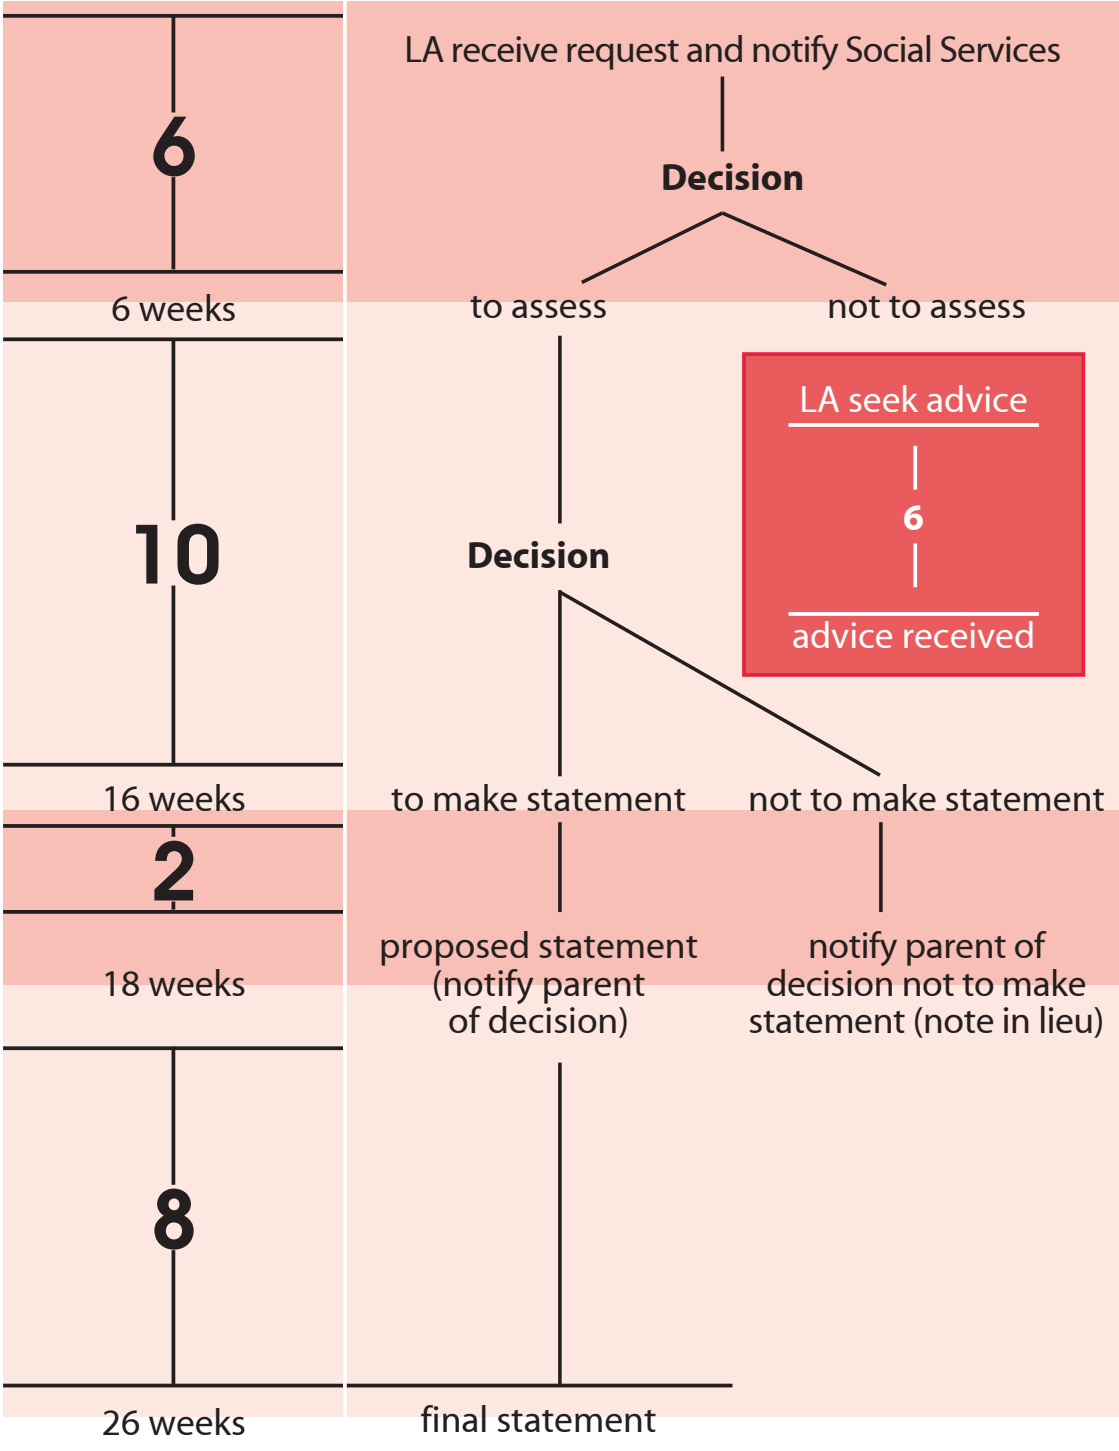 LA receive request and notify Social Services
6
Decision
6 weeks
to assess
not to assess
LA seek advice
6
advice received
10
Decision
16 weeks
to make statement
not to make statement
2
18 weeks
proposed statement
(notify parent
of decision)
notify parent of
decision not to make
statement (note in lieu)
8
26 weeks
final statement